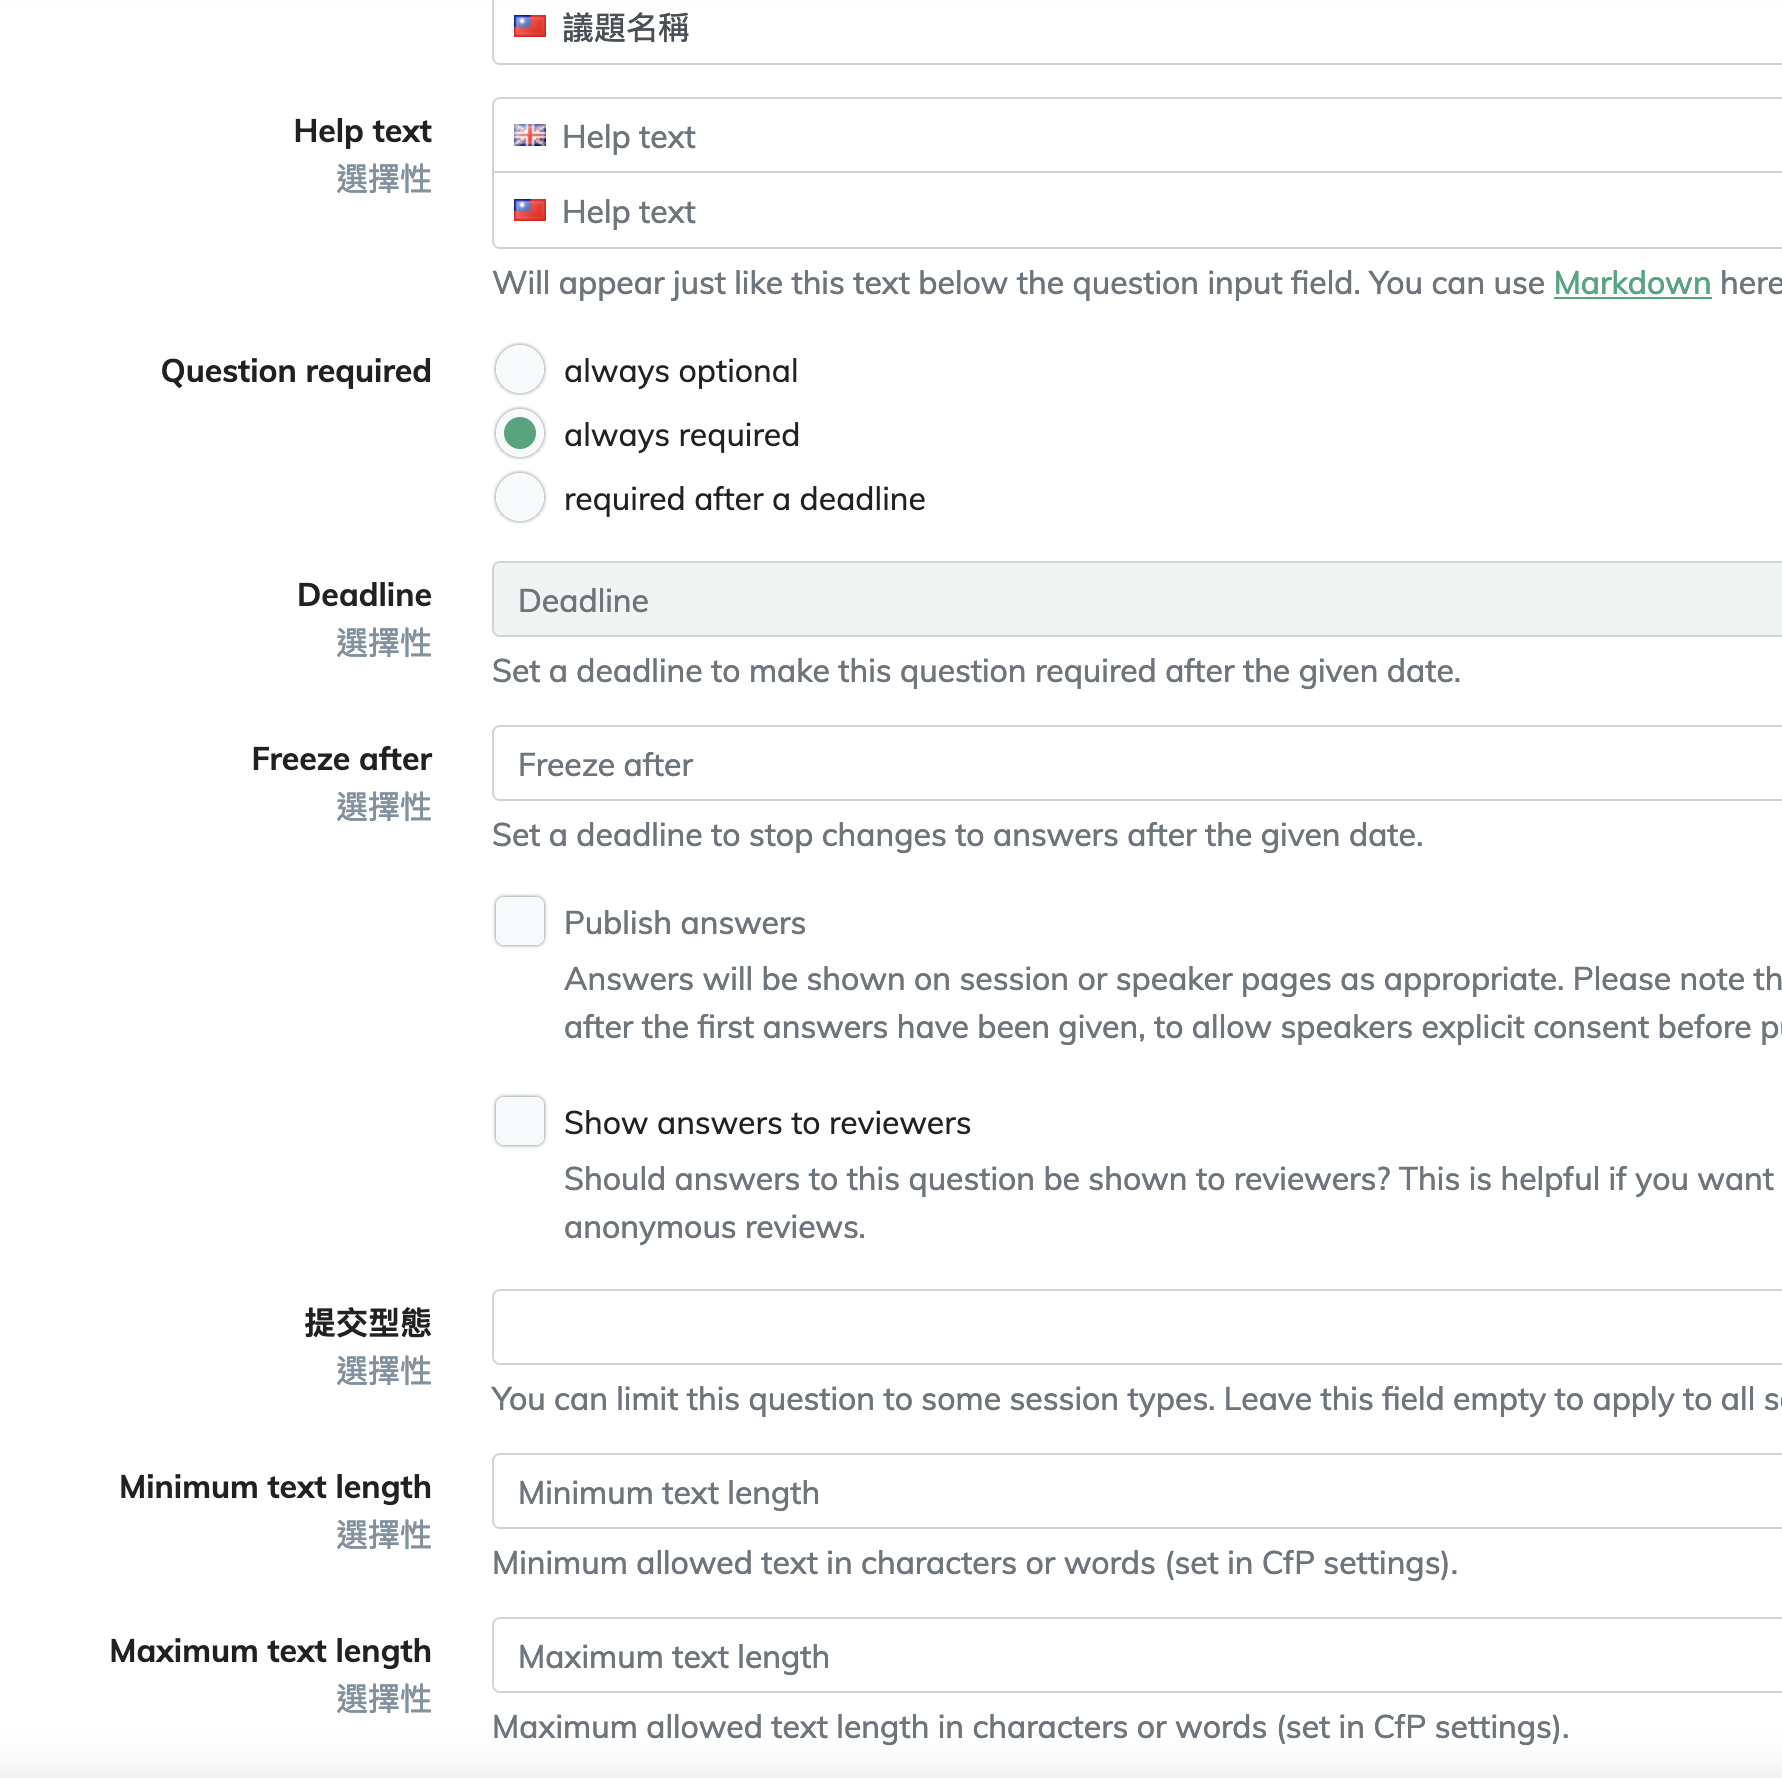 議題名稱
Help text
選擇性
Help text
Help text
Will appear just like this text below the question input field. You can use Markdown here
Question required
always optional
always required
required after a deadline
Deadline
選擇性
Deadline
Set a deadline to make this question required after the given date.
Freeze after
選擇性
Freeze after
Set a deadline to stop changes to answers after the given date.
Publish answers
Answers will be shown on session or speaker pages as appropriate. Please note
after the first answers have been given, to allow speakers explicit consent before
Show answers to reviewers
Should answers to this question be shown to reviewers? This is helpful if you want
anonymous reviews.
提交型態
選擇性
You can limit this question to some session types. Leave this field empty to apply to all
Minimum text length
選擇性
Minimum text length
Minimum allowed text in characters or words (set in CfP settings).
Maximum text length
選擇性
Maximum text length
Maximum allowed text length in characters or words (set in CfP settings).